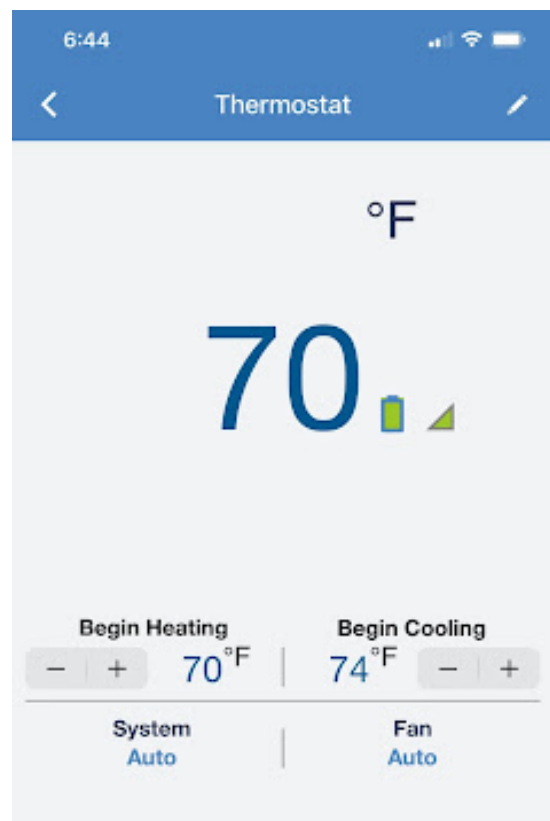 6:44
Thermostat
°F
70
Begin Heating Begin Cooling
− + 70°F 74°F − +
System Fan
Auto Auto